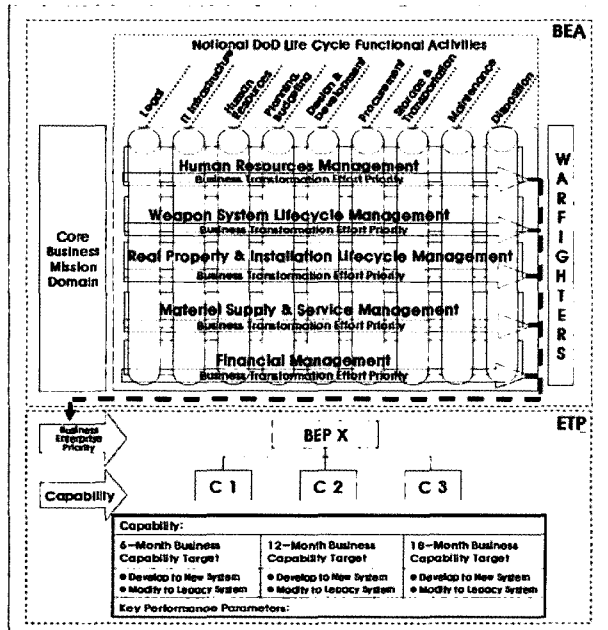 BEA
Notional DoD Life Cycle Functional Activities
Legal
IT Infrastructure
Human
Resources
Planning,
Budgeting
Design &
Development
Procurement
Storage &
Transportation
Maintenance
Disposition
Core
Business
Mission
Domain
Human Resources Management
Business Transformation Effort Priority
Weapon System Lifecycle Management
Business Transformation Effort Priority
Real Property & Installation Lifecycle Management
Business Transformation Effort Priority
Materiel Supply & Service Management
Business Transformation Effort Priority
Financial Management
Business Transformation Effort Priority
WARFIGHTERS
ETP
Business
Enterprise
Priority
BEP X
Capability
C 1
C 2
C 3
Capability:
6-Month Business
Capability Target
• Develop to New System
• Modify to Legacy System
12-Month Business
Capability Target
• Develop to New System
• Modify to Legacy System
18-Month Business
Capability Target
• Develop to New System
• Modify to Legacy System
Key Performance Parameters: